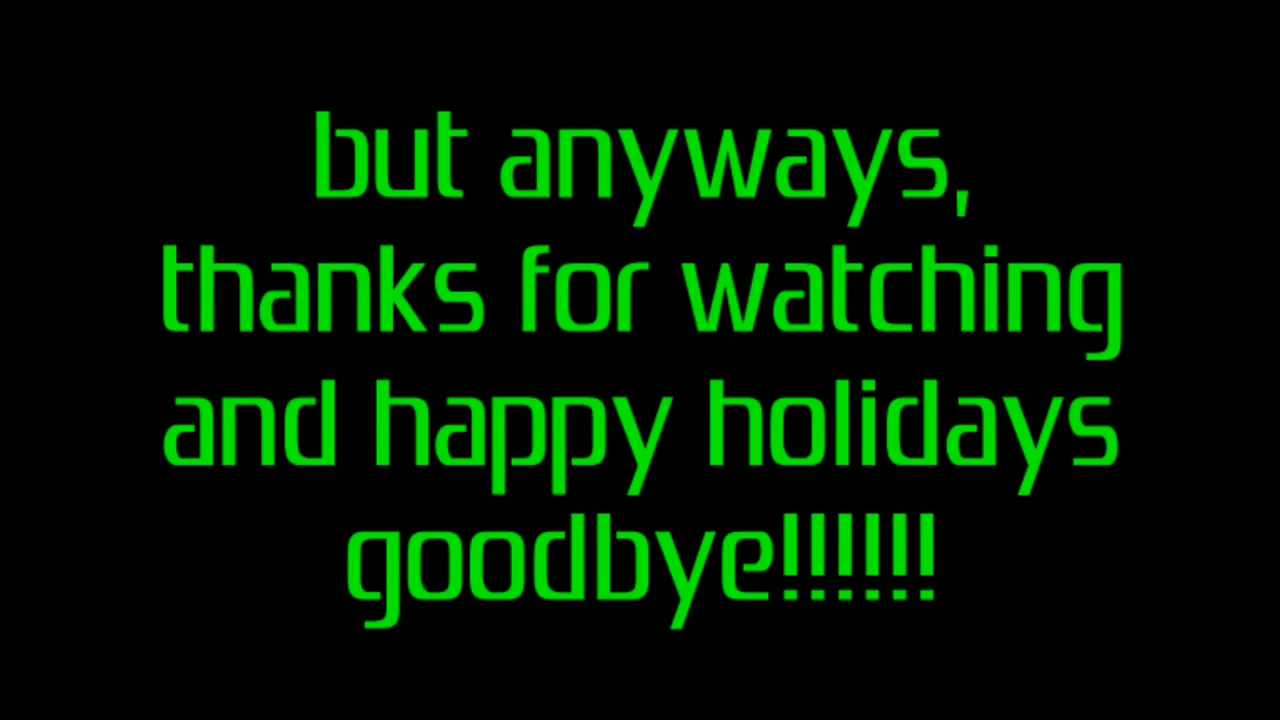 but anyways,
thanks for watching
and happy holidays
goodbye!!!!!!